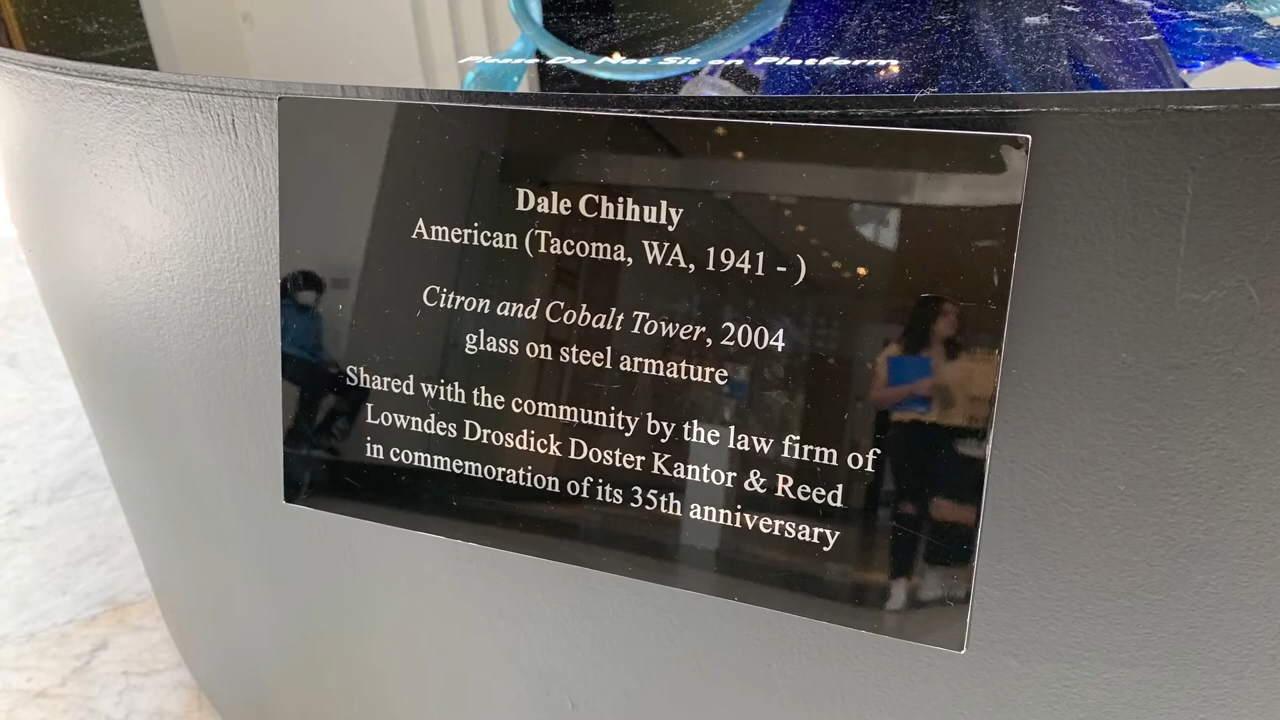 Please Do Not Sit on Platform
Dale Chihuly
American (Tacoma, WA, 1941 - )
Citron and Cobalt Tower, 2004
glass on steel armature
Shared with the community by the law firm of
Lowndes Drosdick Doster Kantor & Reed
in commemoration of its 35th anniversary